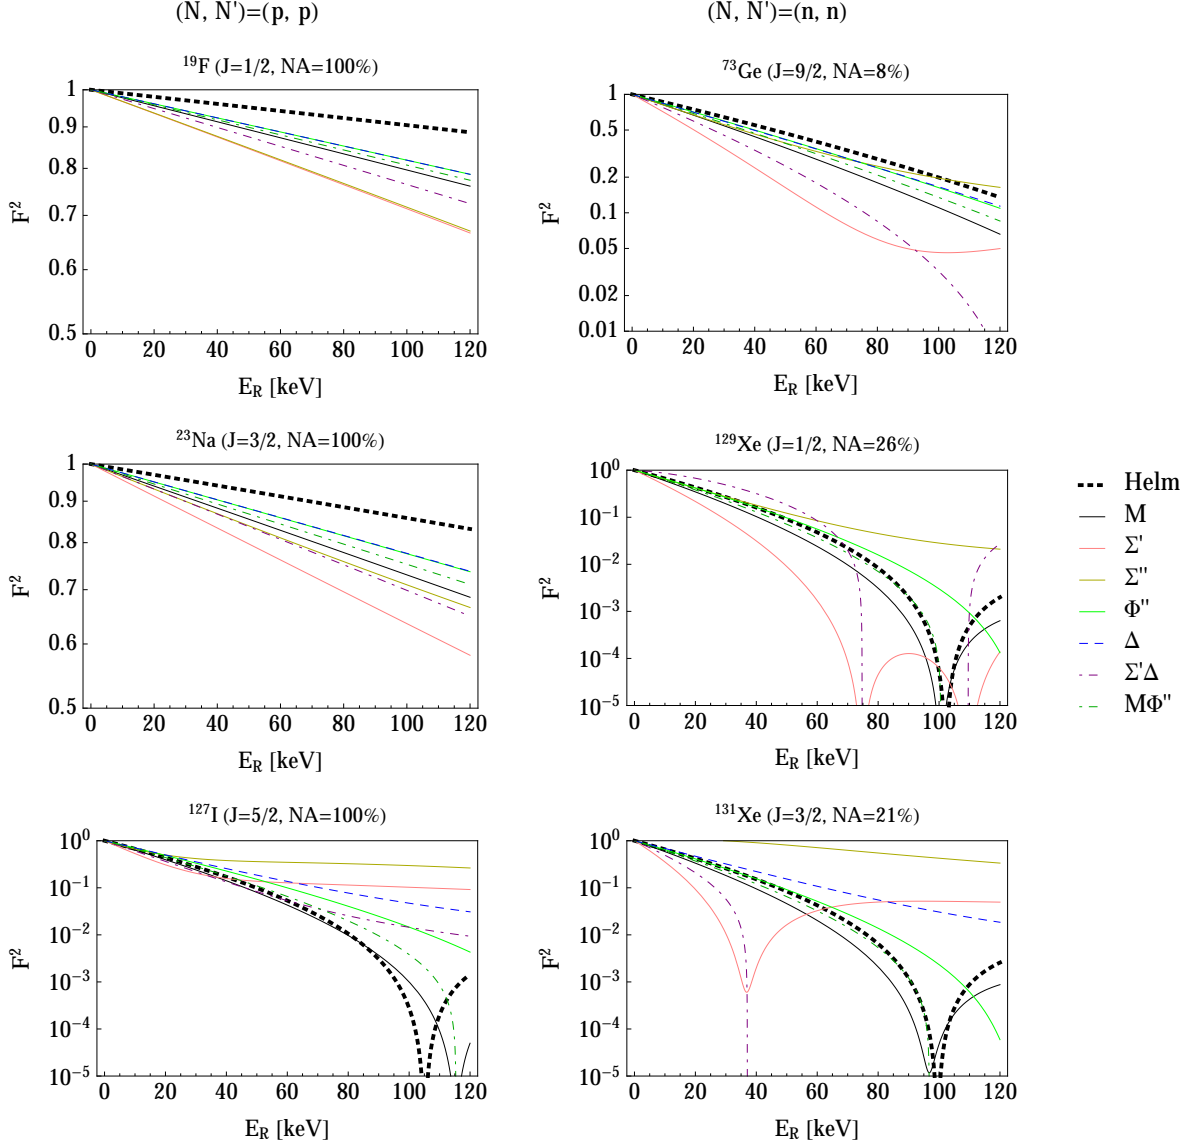 (N, N')=(p, p)
(N, N')=(n, n)
¹⁹F (J=1/2, NA=100%)
1
0.9
0.8
0.7
0.6
0.5
F²
0 20 40 60 80 100 120
E_R [keV]
⁷³Ge (J=9/2, NA=8%)
1
0.5
0.2
0.1
0.05
0.02
0.01
F²
0 20 40 60 80 100 120
E_R [keV]
²³Na (J=3/2, NA=100%)
1
0.9
0.8
0.7
0.6
0.5
F²
0 20 40 60 80 100 120
E_R [keV]
¹²⁹Xe (J=1/2, NA=26%)
10⁰
10⁻¹
10⁻²
10⁻³
10⁻⁴
10⁻⁵
F²
0 20 40 60 80 100 120
E_R [keV]
Helm
M
Σ'
Σ''
Φ''
Δ
Σ'Δ
MΦ''
¹²⁷I (J=5/2, NA=100%)
10⁰
10⁻¹
10⁻²
10⁻³
10⁻⁴
10⁻⁵
F²
0 20 40 60 80 100 120
E_R [keV]
¹³¹Xe (J=3/2, NA=21%)
10⁰
10⁻¹
10⁻²
10⁻³
10⁻⁴
10⁻⁵
F²
0 20 40 60 80 100 120
E_R [keV]